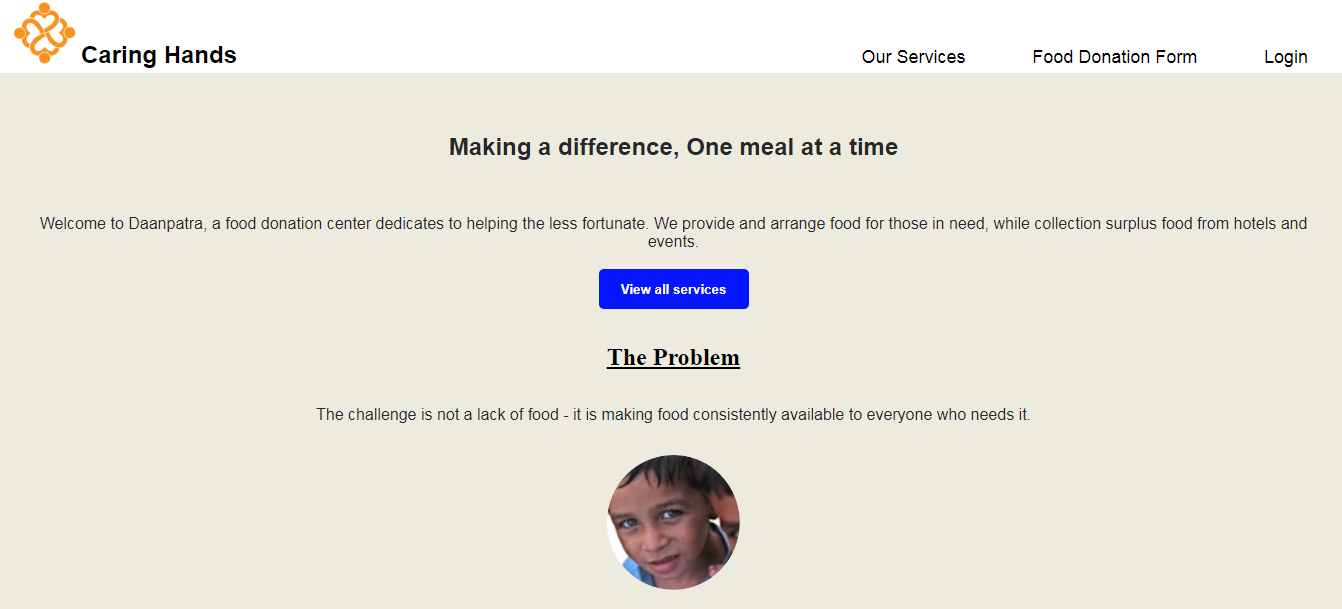 Caring Hands
Our Services
Food Donation Form
Login
Making a difference, One meal at a time
Welcome to Daanpatra, a food donation center dedicates to helping the less fortunate. We provide and arrange food for those in need, while collection surplus food from hotels and
events.
View all services
The Problem
The challenge is not a lack of food - it is making food consistently available to everyone who needs it.